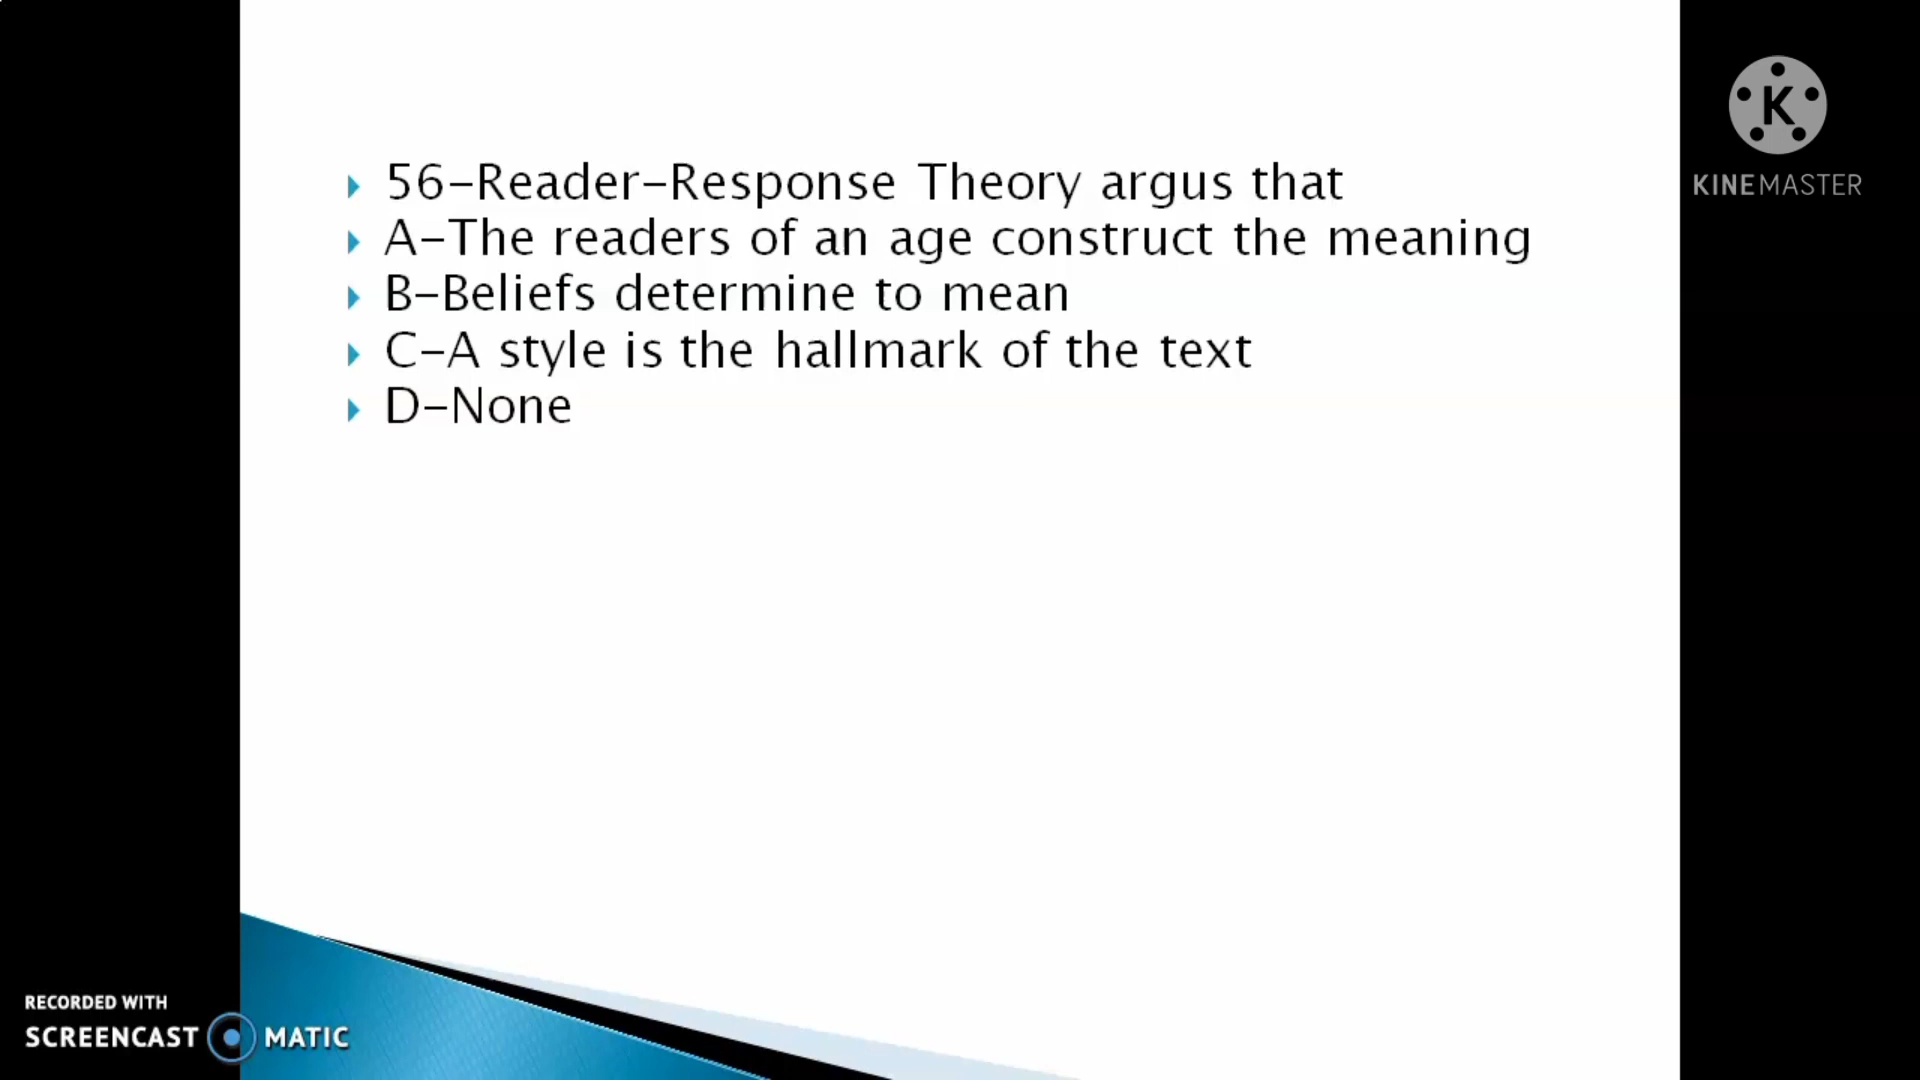 56-Reader-Response Theory argus that
A-The readers of an age construct the meaning
B-Beliefs determine to mean
C-A style is the hallmark of the text
D-None
K
KINEMASTER
RECORDED WITH
SCREENCAST MATIC